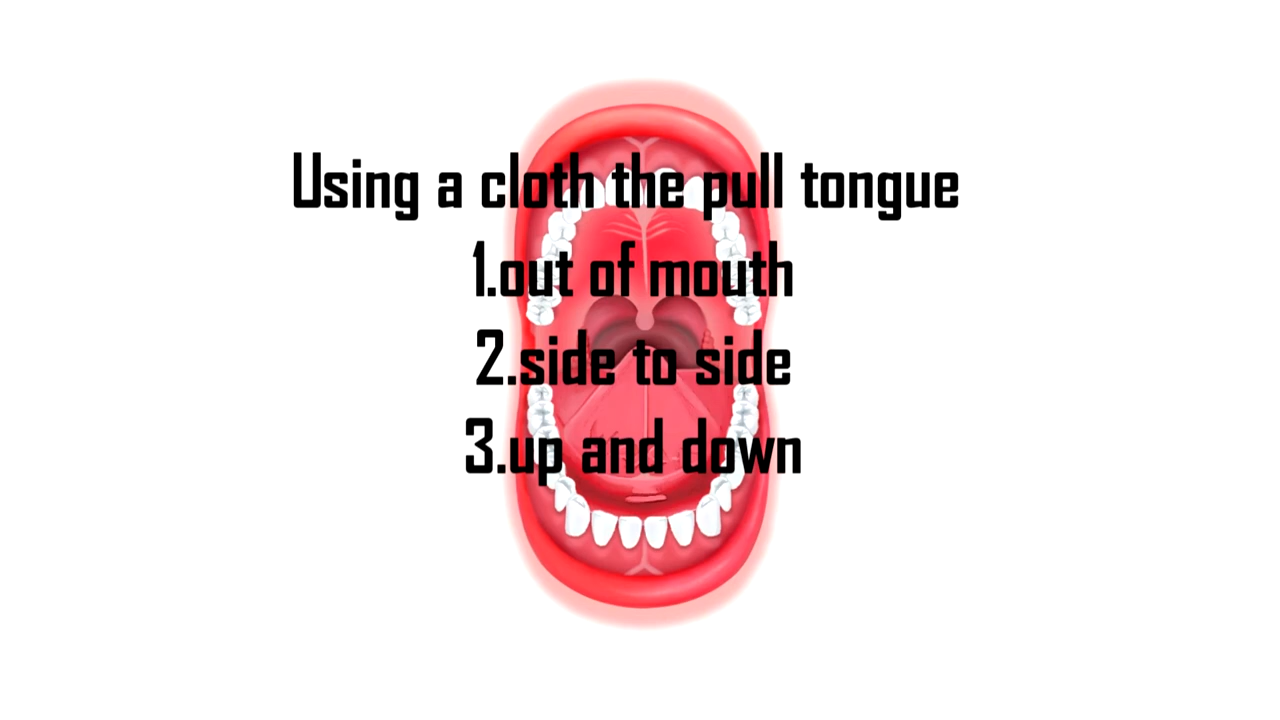 Using a cloth the pull tongue
1.out of mouth
2.side to side
3.up and down